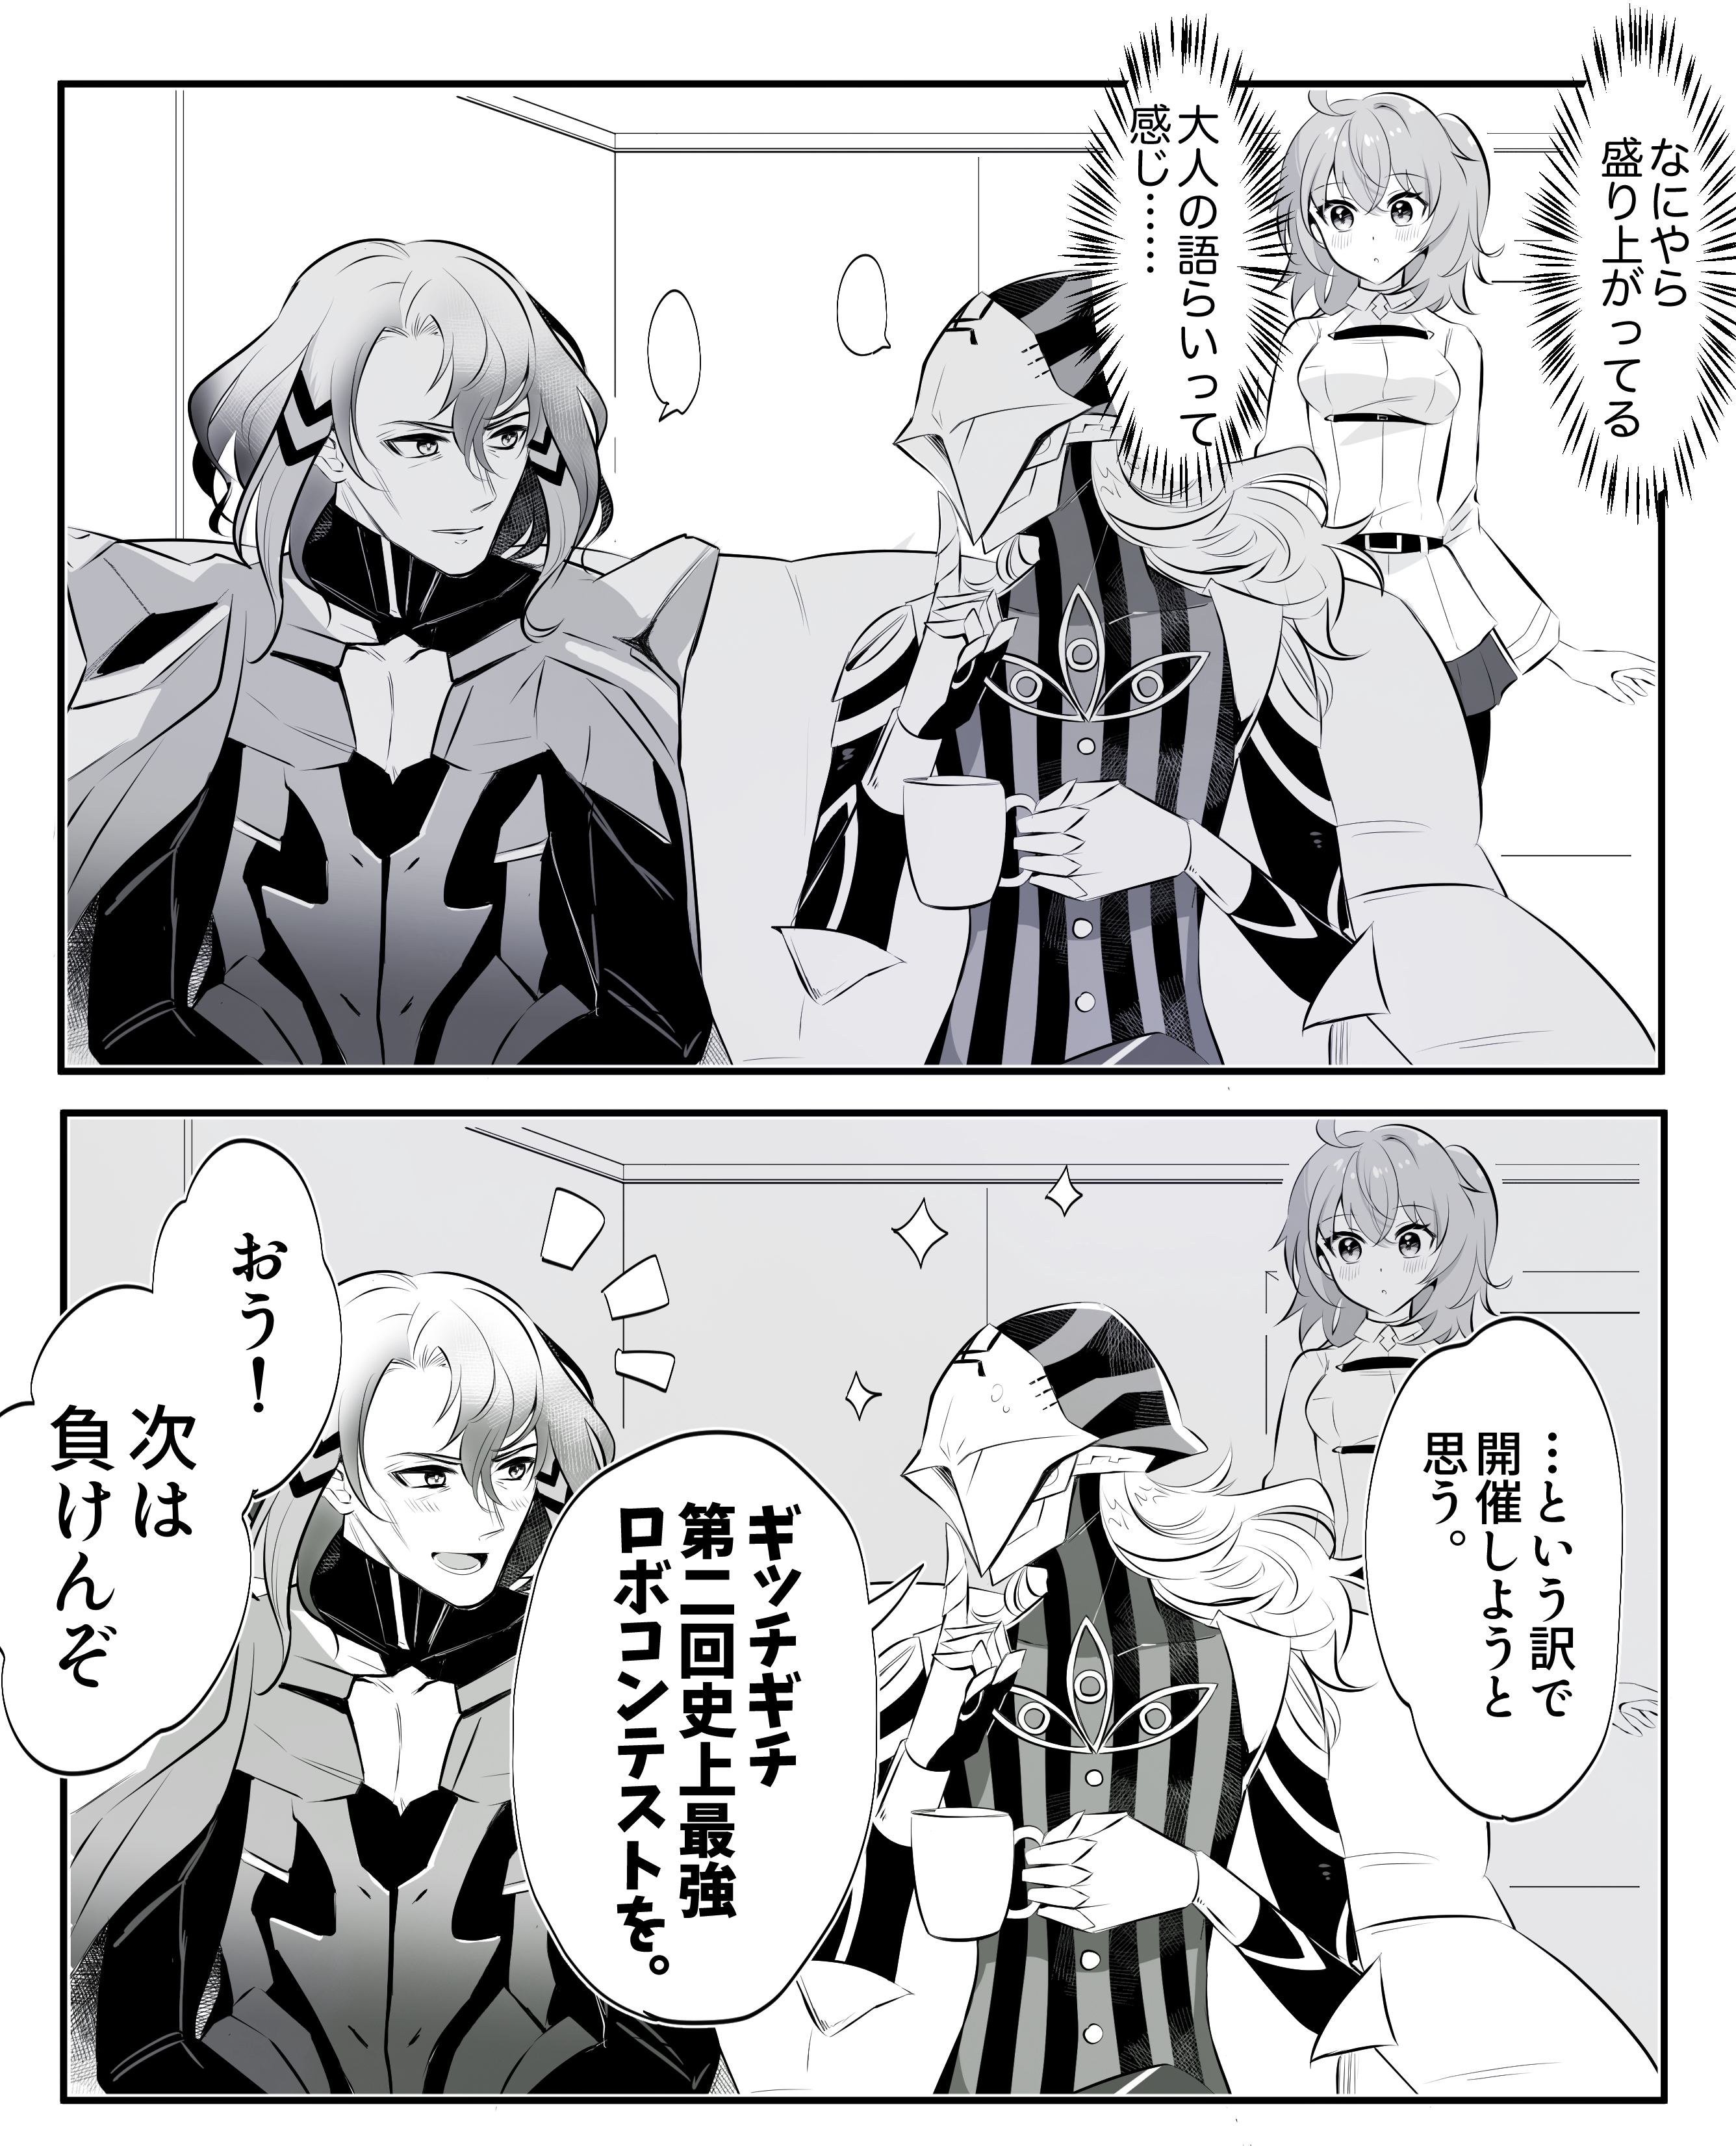 なにやら
盛り上がってる
大人の語らいって
感じ……
…という訳で
開催しようと
思う。
ギッチギチ
第二回史上最強
ロボコンテストを。
おう！
次は
負けんぞ